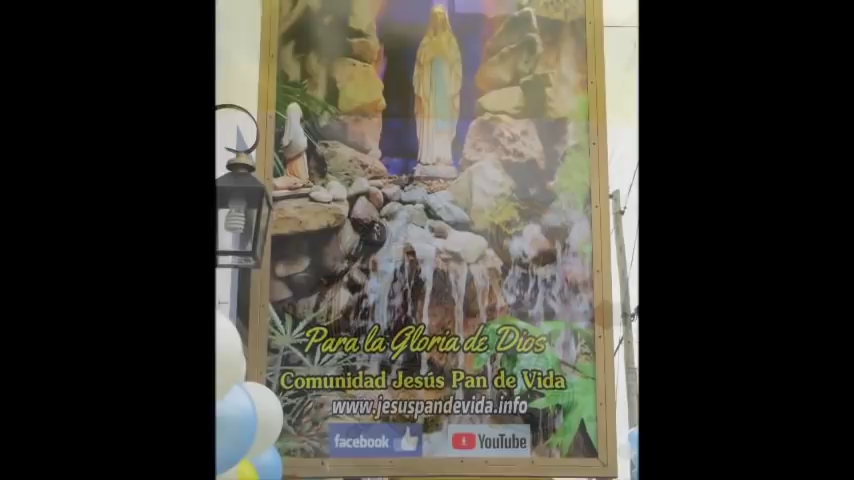 Para la Gloria de Dios
Comunidad Jesús Pan de Vida
www.jesuspandevida.info
facebook
YouTube